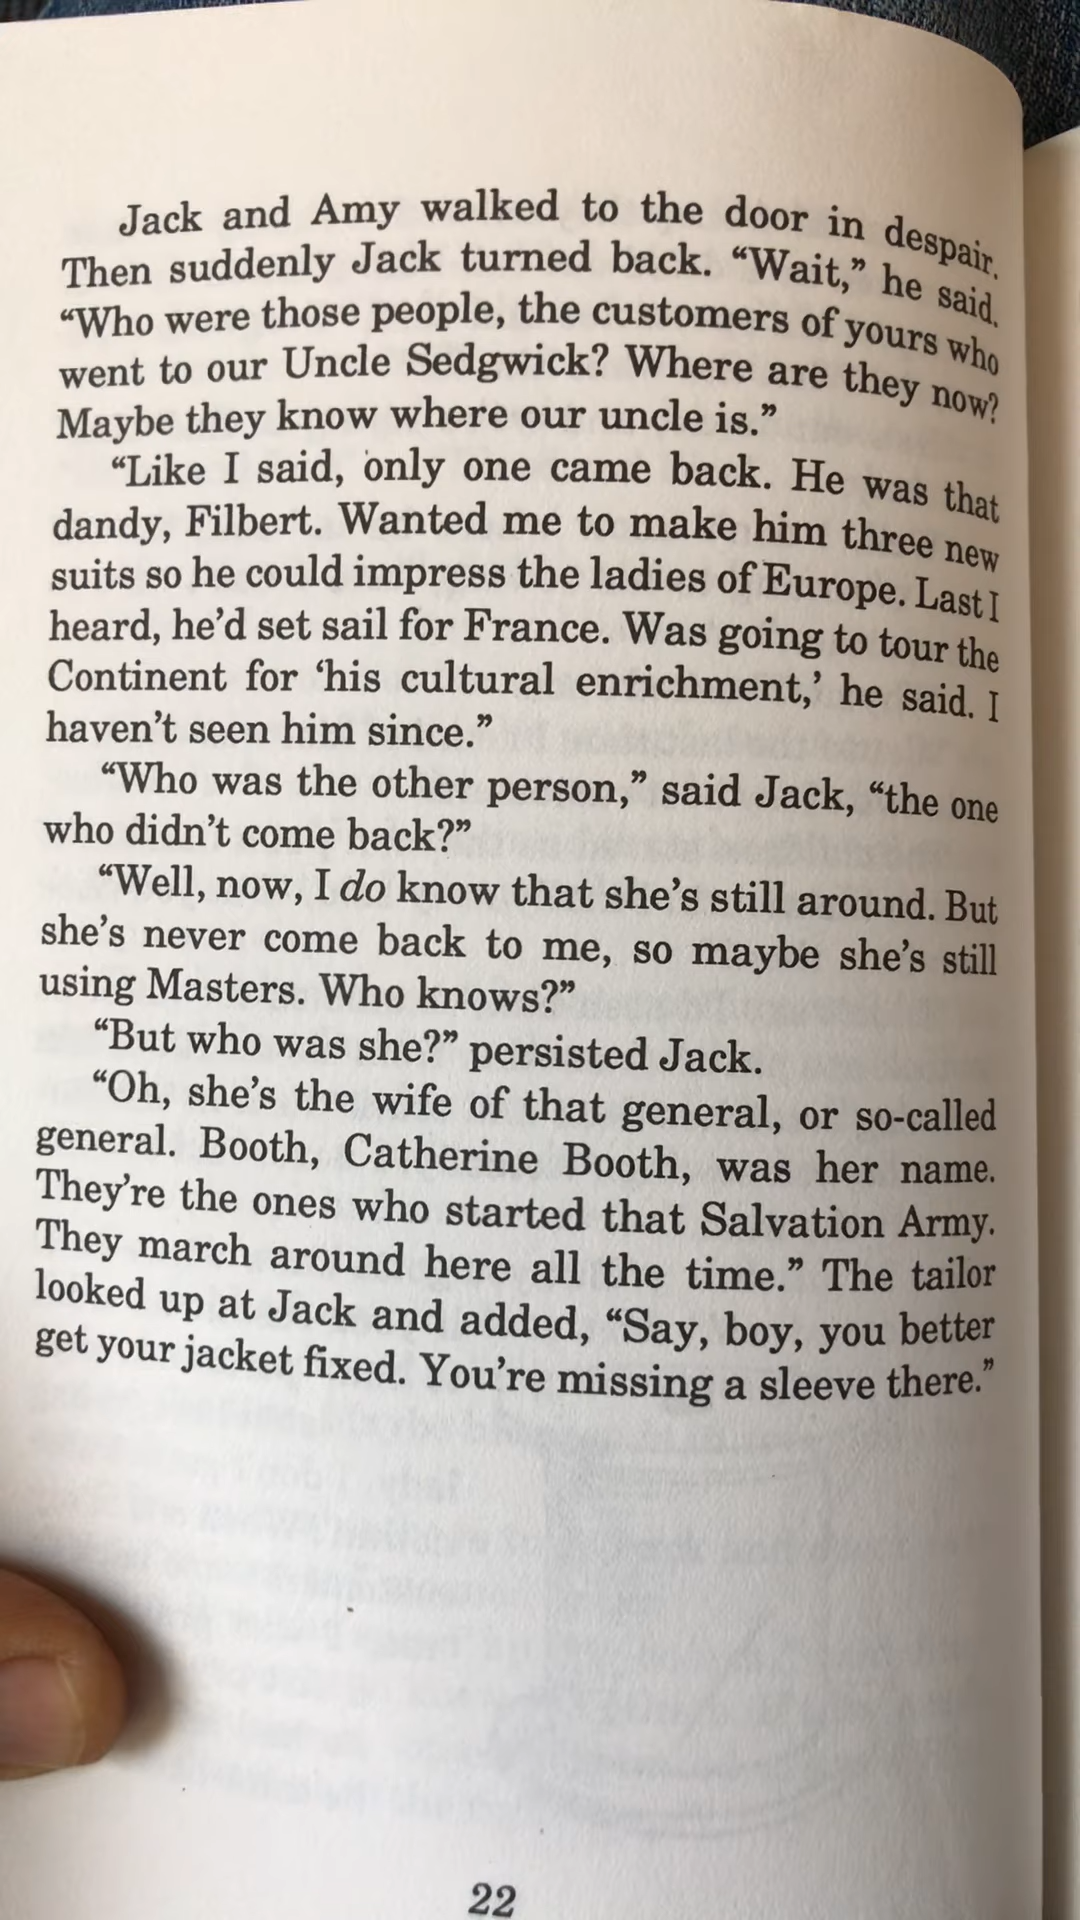 Jack and Amy walked to the door in despair.
Then suddenly Jack turned back. “Wait,” he said.
“Who were those people, the customers of yours who
went to our Uncle Sedgwick? Where are they now?
Maybe they know where our uncle is.”
“Like I said, only one came back. He was that
dandy, Filbert. Wanted me to make him three new
suits so he could impress the ladies of Europe. Last I
heard, he’d set sail for France. Was going to tour the
Continent for ‘his cultural enrichment,’ he said. I
haven’t seen him since.”
“Who was the other person,” said Jack, “the one
who didn’t come back?”
“Well, now, I do know that she’s still around. But
she’s never come back to me, so maybe she’s still
using Masters. Who knows?”
“But who was she?” persisted Jack.
“Oh, she’s the wife of that general, or so-called
general. Booth, Catherine Booth, was her name.
They’re the ones who started that Salvation Army.
They march around here all the time.” The tailor
looked up at Jack and added, “Say, boy, you better
get your jacket fixed. You’re missing a sleeve there.”
22